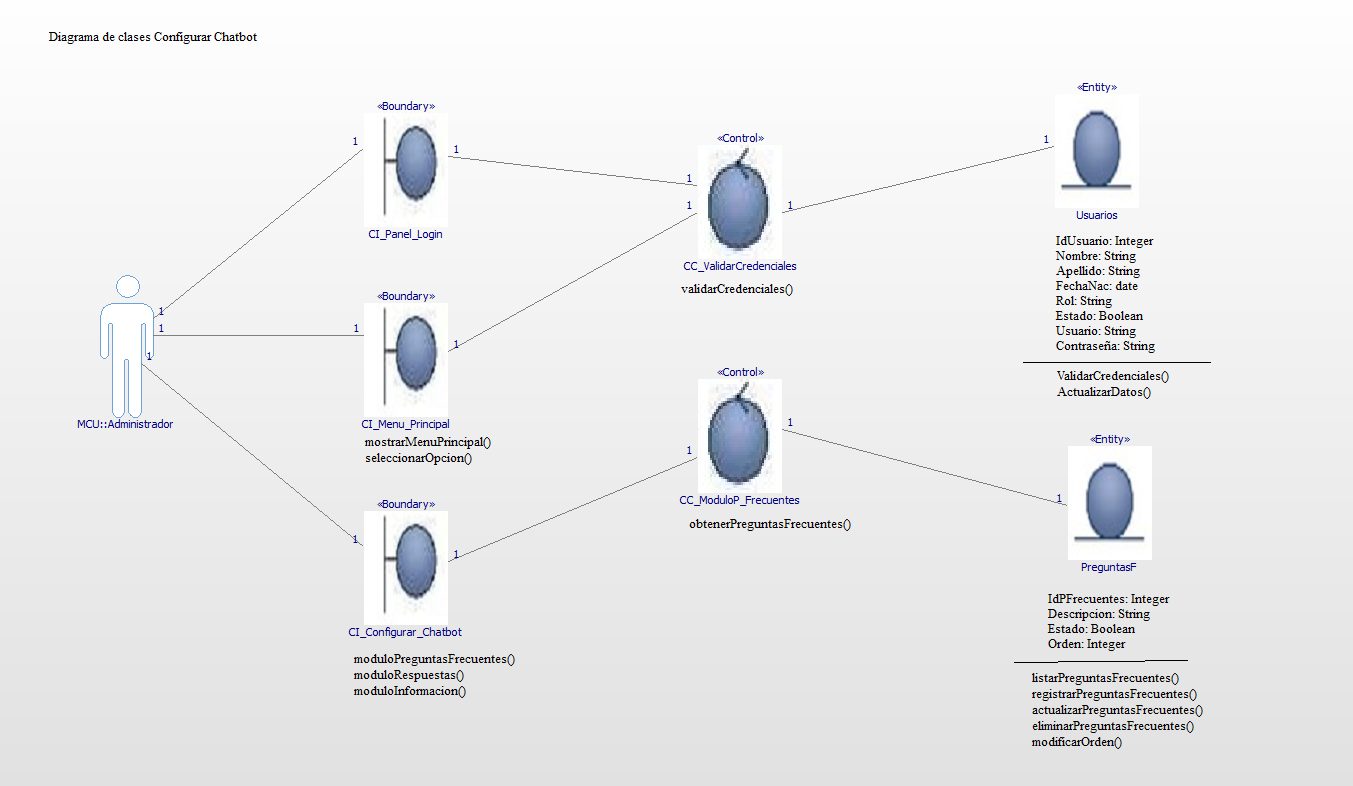 Diagrama de clases Configurar Chatbot
«Boundary»
1
1
CI_Panel_Login
«Control»
1
1
1
CC_ValidarCredenciales
validarCredenciales()
«Entity»
1
Usuarios
IdUsuario: Integer
Nombre: String
Apellido: String
FechaNac: date
Rol: String
Estado: Boolean
Usuario: String
Contraseña: String
ValidarCredenciales()
ActualizarDatos()
1
1
1
MCU::Administrador
«Boundary»
1
1
CI_Menu_Principal
mostrarMenuPrincipal()
seleccionarOpcion()
«Control»
1
1
CC_ModuloP_Frecuentes
obtenerPreguntasFrecuentes()
«Entity»
1
PreguntasF
IdPFrecuentes: Integer
Descripcion: String
Estado: Boolean
Orden: Integer
listarPreguntasFrecuentes()
registrarPreguntasFrecuentes()
actualizarPreguntasFrecuentes()
eliminarPreguntasFrecuentes()
modificarOrden()
«Boundary»
1
1
CI_Configurar_Chatbot
moduloPreguntasFrecuentes()
moduloRespuestas()
moduloInformacion()